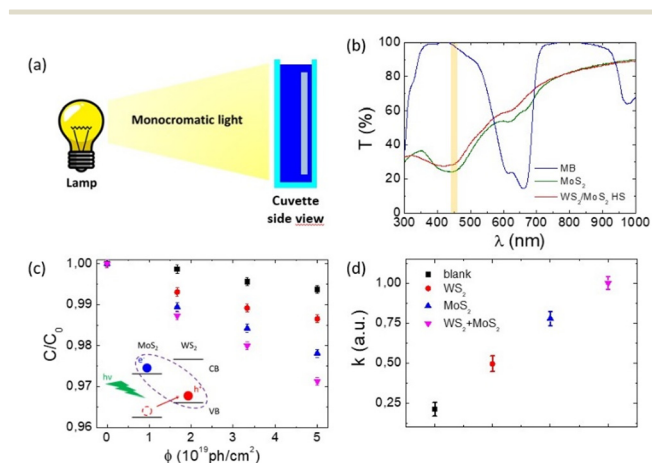 (a)
Monocromatic light
Lamp
Cuvette
side view
(b)
T (%)
100
80
60
40
20
0
MB
MoS₂
WS₂/MoS₂ HS
300 400 500 600 700 800 900 1000
λ (nm)
(c)
C/C₀
1,00
0,99
0,98
0,97
0,96
MoS₂ WS₂
e⁻
CB
hν
h⁺
VB
0 1 2 3 4 5
ϕ (10¹⁹ph/cm²)
(d)
k (a.u.)
1,00
0,75
0,50
0,25
blank
WS₂
MoS₂
WS₂+MoS₂